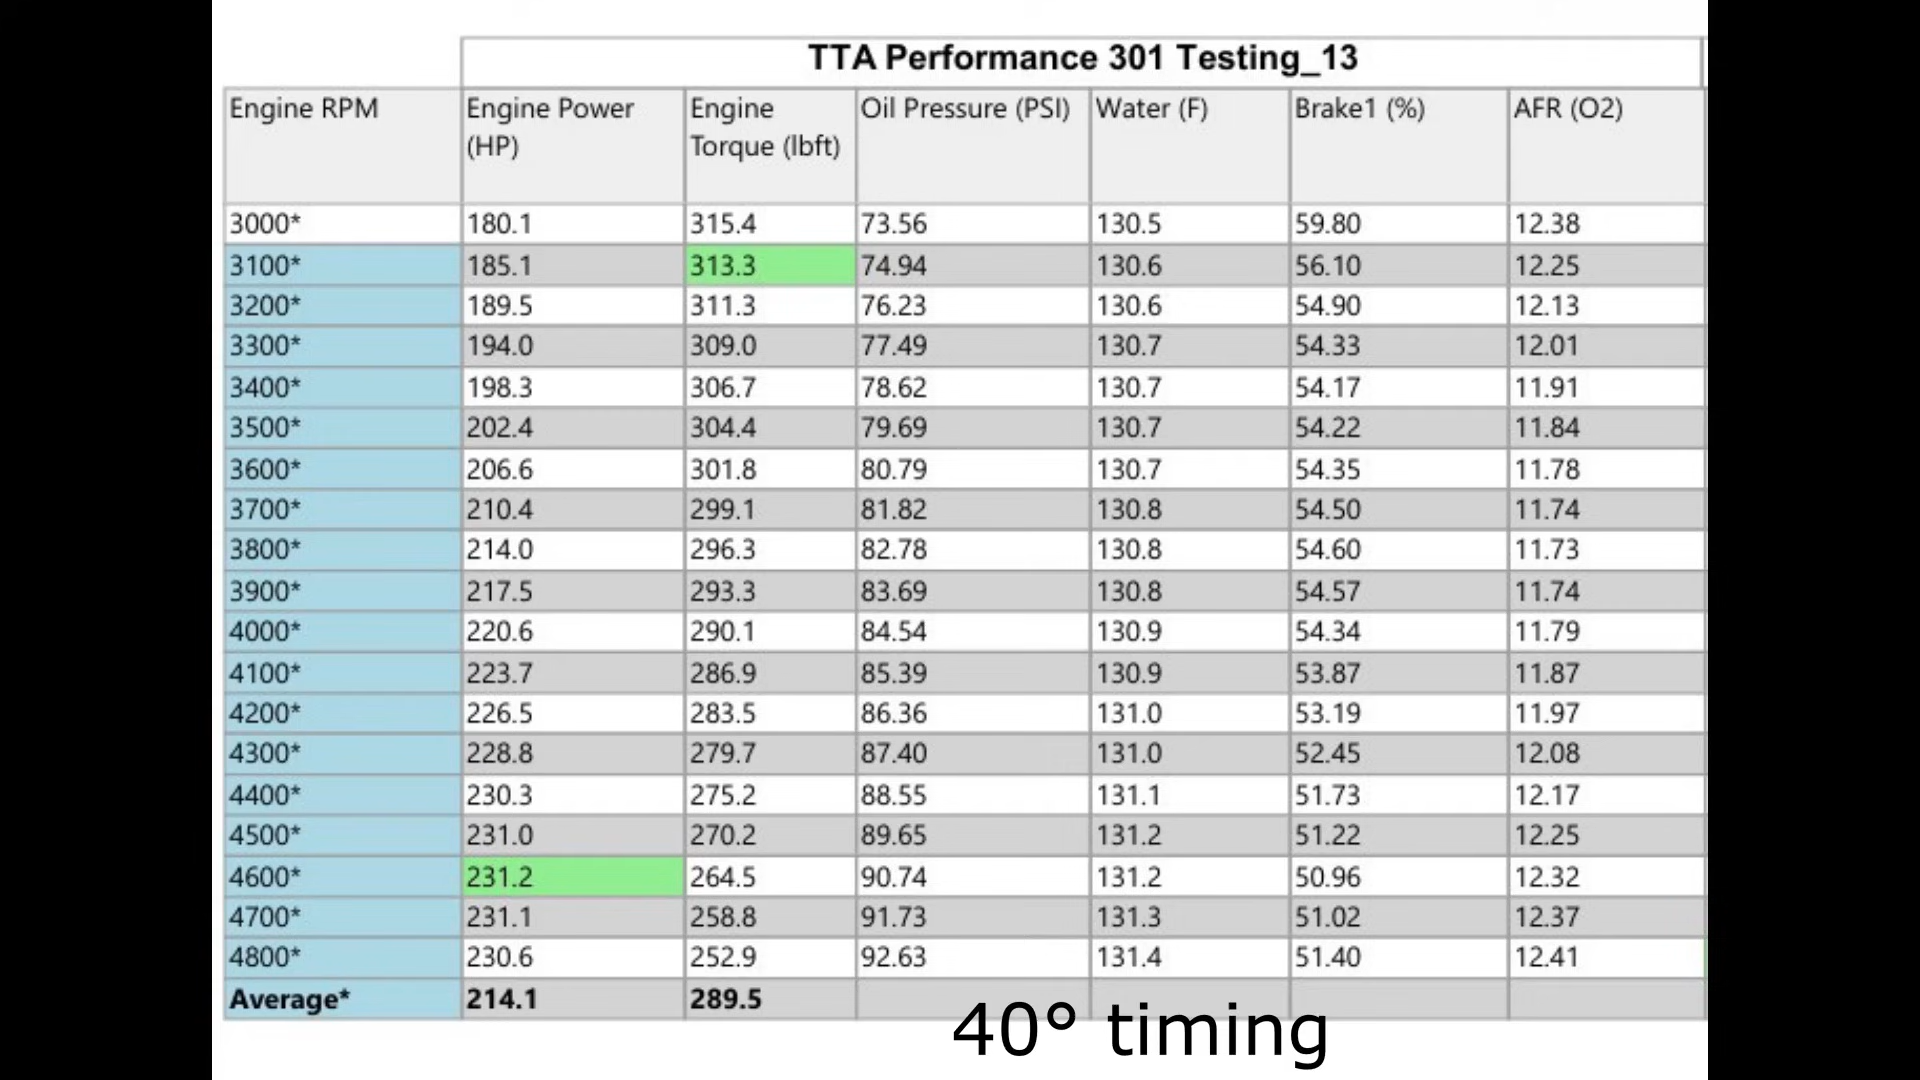 TTA Performance 301 Testing_13
Engine RPM Engine Power (HP) Engine Torque (lbft) Oil Pressure (PSI) Water (F) Brake1 (%) AFR (O2)
3000* 180.1 315.4 73.56 130.5 59.80 12.38
3100* 185.1 313.3 74.94 130.6 56.10 12.25
3200* 189.5 311.3 76.23 130.6 54.90 12.13
3300* 194.0 309.0 77.49 130.7 54.33 12.01
3400* 198.3 306.7 78.62 130.7 54.17 11.91
3500* 202.4 304.4 79.69 130.7 54.22 11.84
3600* 206.6 301.8 80.79 130.7 54.35 11.78
3700* 210.4 299.1 81.82 130.8 54.50 11.74
3800* 214.0 296.3 82.78 130.8 54.60 11.73
3900* 217.5 293.3 83.69 130.8 54.57 11.74
4000* 220.6 290.1 84.54 130.9 54.34 11.79
4100* 223.7 286.9 85.39 130.9 53.87 11.87
4200* 226.5 283.5 86.36 131.0 53.19 11.97
4300* 228.8 279.7 87.40 131.0 52.45 12.08
4400* 230.3 275.2 88.55 131.1 51.73 12.17
4500* 231.0 270.2 89.65 131.2 51.22 12.25
4600* 231.2 264.5 90.74 131.2 50.96 12.32
4700* 231.1 258.8 91.73 131.3 51.02 12.37
4800* 230.6 252.9 92.63 131.4 51.40 12.41
Average* 214.1 289.5
40° timing